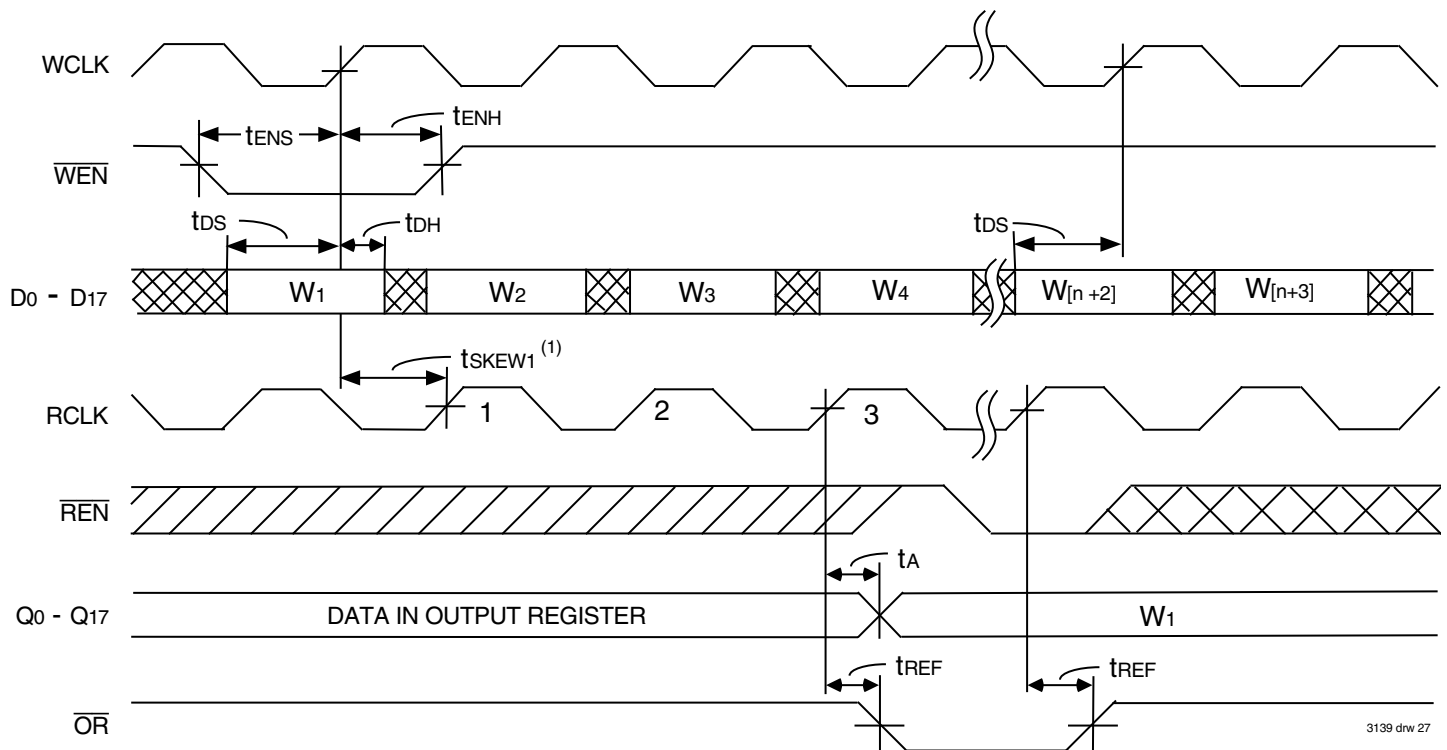 WCLK
tENS
tENH
WEN
tDS
tDH
tDS
D0 - D17
W1
W2
W3
W4
W[n +2]
W[n+3]
tSKEW1 (1)
RCLK
1
2
3
REN
tA
Q0 - Q17
DATA IN OUTPUT REGISTER
W1
tREF
tREF
OR
3139 drw 27